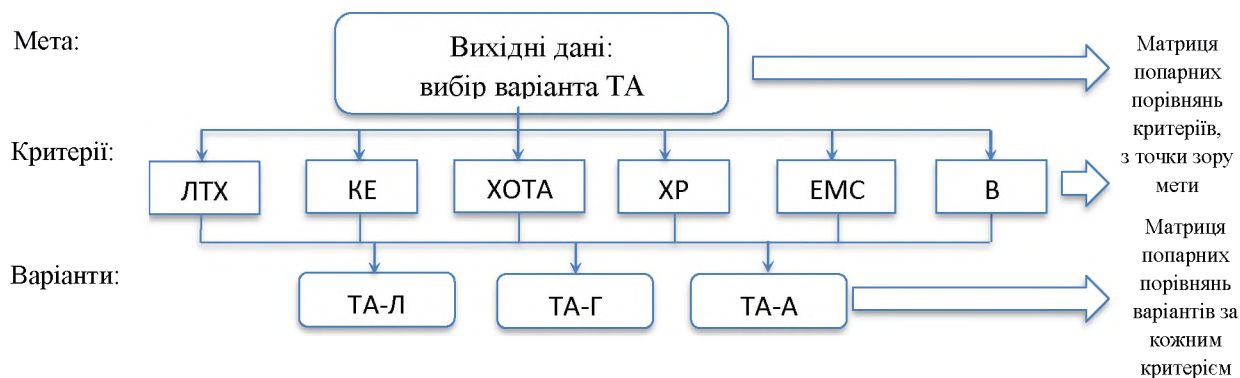 Мета:
Вихідні дані:
вибір варіанта ТА
Матриця
попарних
порівнянь
критеріїв,
з точки зору
мети
Критерії:
ЛТХ
КЕ
ХОТА
ХР
ЕМС
В
Варіанти:
ТА-Л
ТА-Г
ТА-А
Матриця
попарних
порівнянь
варіантів за
кожним
критерієм